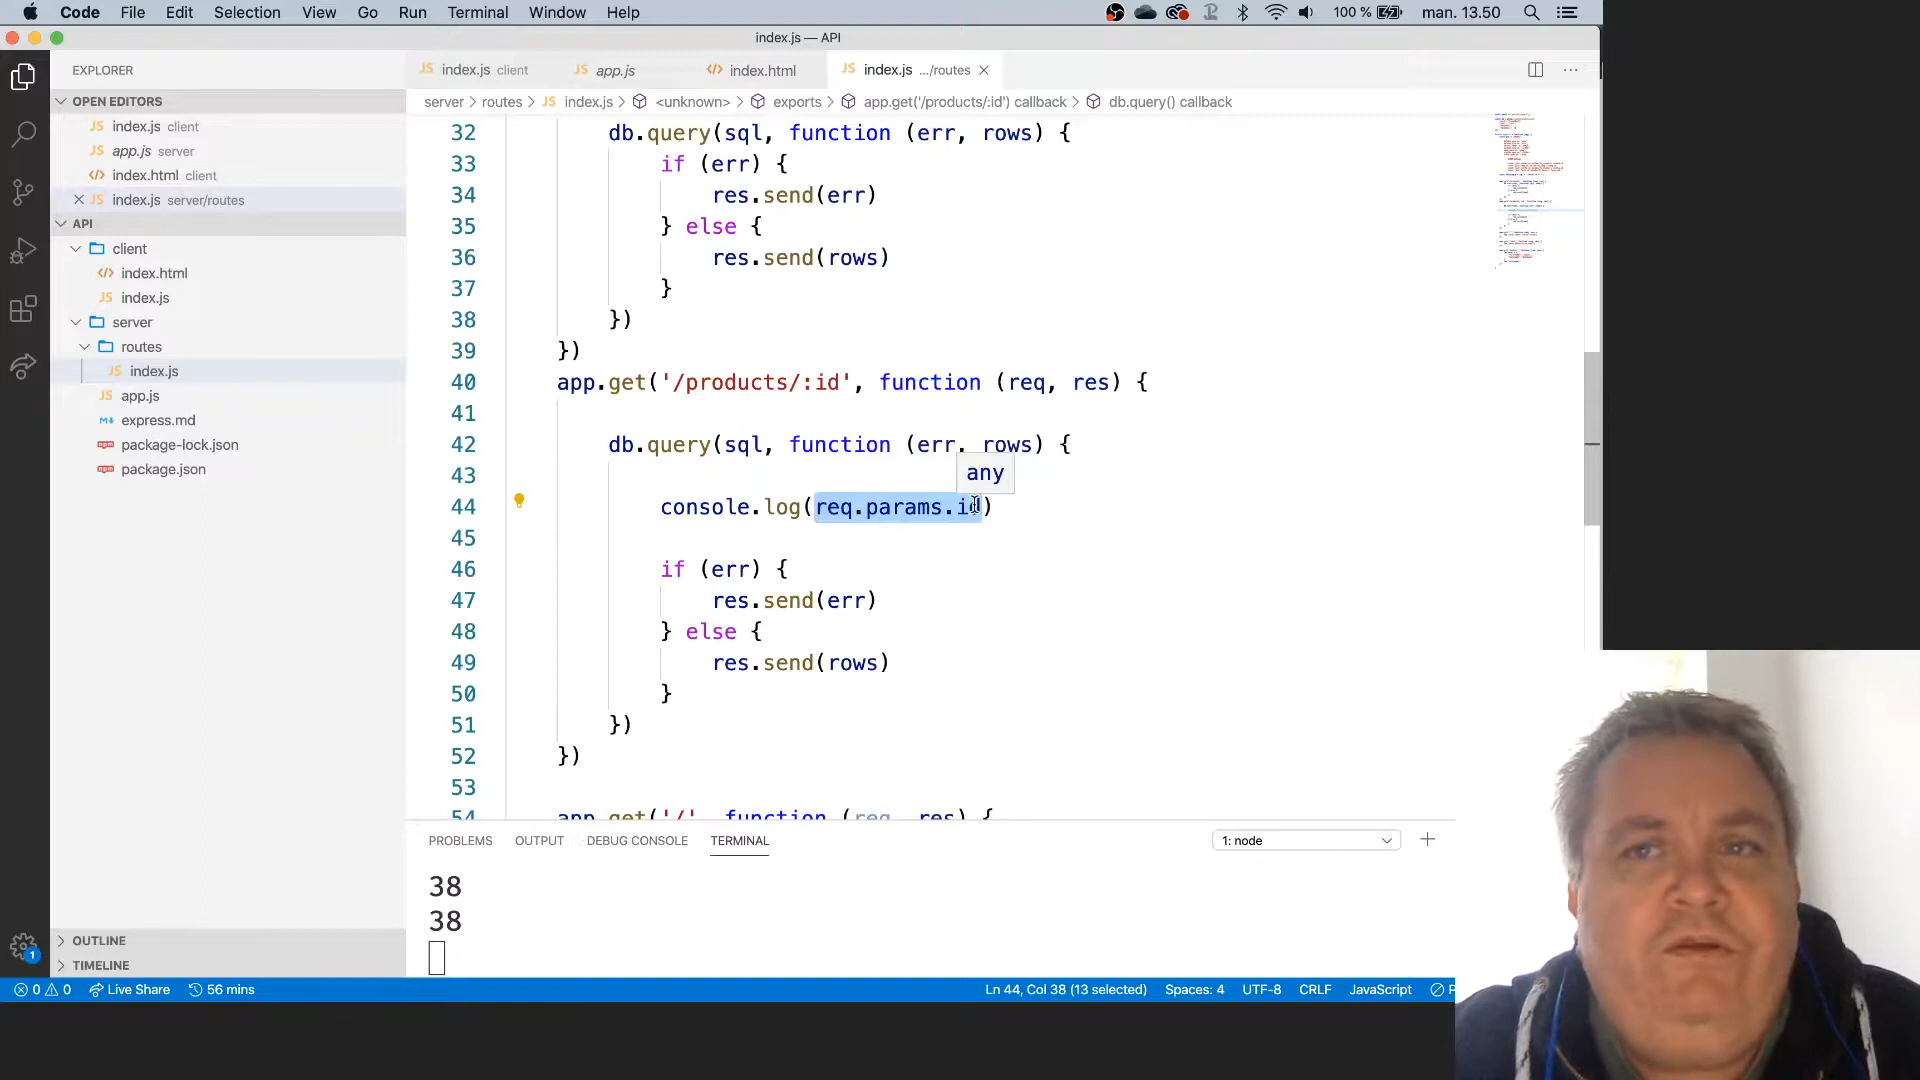 Code File Edit Selection View Go Run Terminal Window Help 100 % man. 13.50
index.js — API
EXPLORER
JS index.js client JS app.js index.html JS index.js .../routes
OPEN EDITORS
server > routes > JS index.js > <unknown> > exports > app.get('/products/:id') callback > db.query() callback
JS index.js client
JS app.js server
index.html client
JS index.js server/routes
API
client
index.html
JS index.js
server
routes
JS index.js
JS app.js
express.md
package-lock.json
package.json
OUTLINE
TIMELINE
32 db.query(sql, function (err, rows) {
33 if (err) {
34 res.send(err)
35 } else {
36 res.send(rows)
37 }
38 })
39 })
40 app.get('/products/:id', function (req, res) {
41
42 db.query(sql, function (err, rows) {
any
43
44 console.log(req.params.id)
45
46 if (err) {
47 res.send(err)
48 } else {
49 res.send(rows)
50 }
51 })
52 })
53
54 app.get('/', function (req, res) {
PROBLEMS OUTPUT DEBUG CONSOLE TERMINAL 1: node
38
38
1
0 0 Live Share 56 mins Ln 44, Col 38 (13 selected) Spaces: 4 UTF-8 CRLF JavaScript